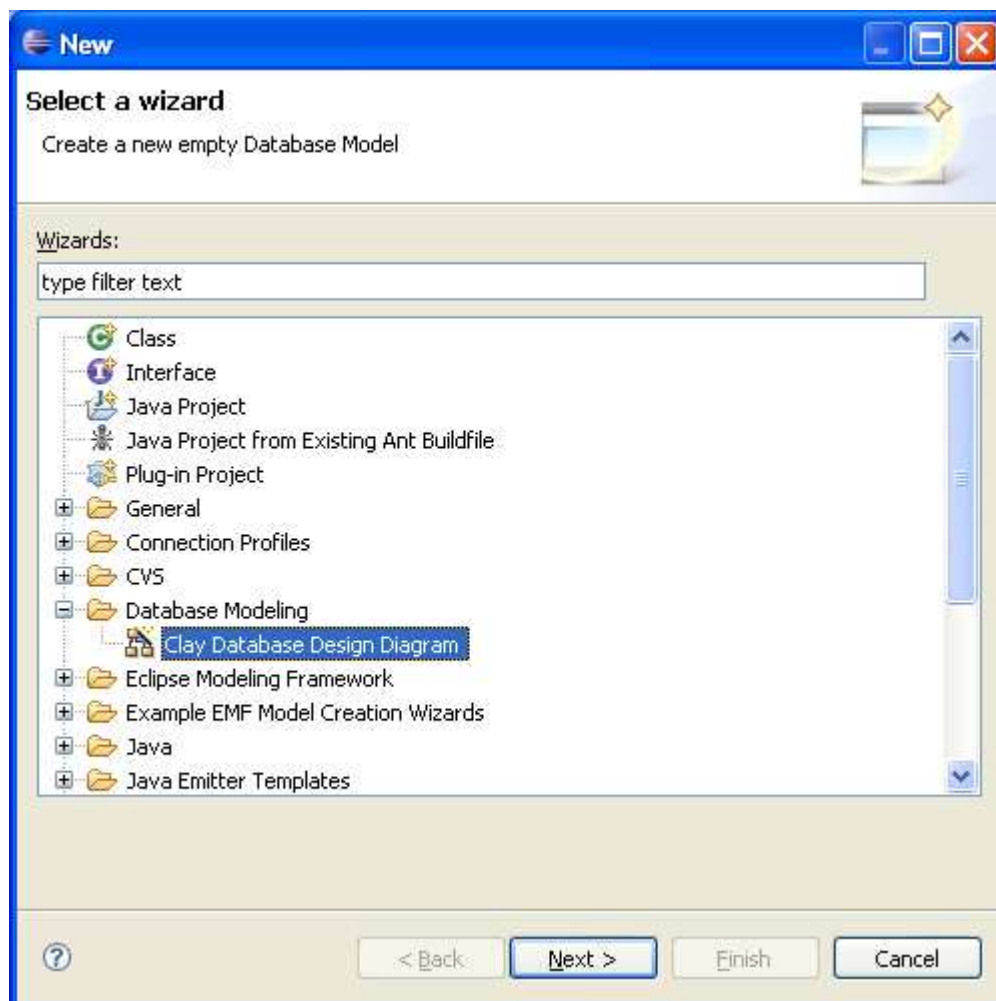 New
Select a wizard
Create a new empty Database Model
Wizards:
type filter text
Class
Interface
Java Project
Java Project from Existing Ant Buildfile
Plug-in Project
General
Connection Profiles
CVS
Database Modeling
Clay Database Design Diagram
Eclipse Modeling Framework
Example EMF Model Creation Wizards
Java
Java Emitter Templates
? < Back Next > Finish Cancel